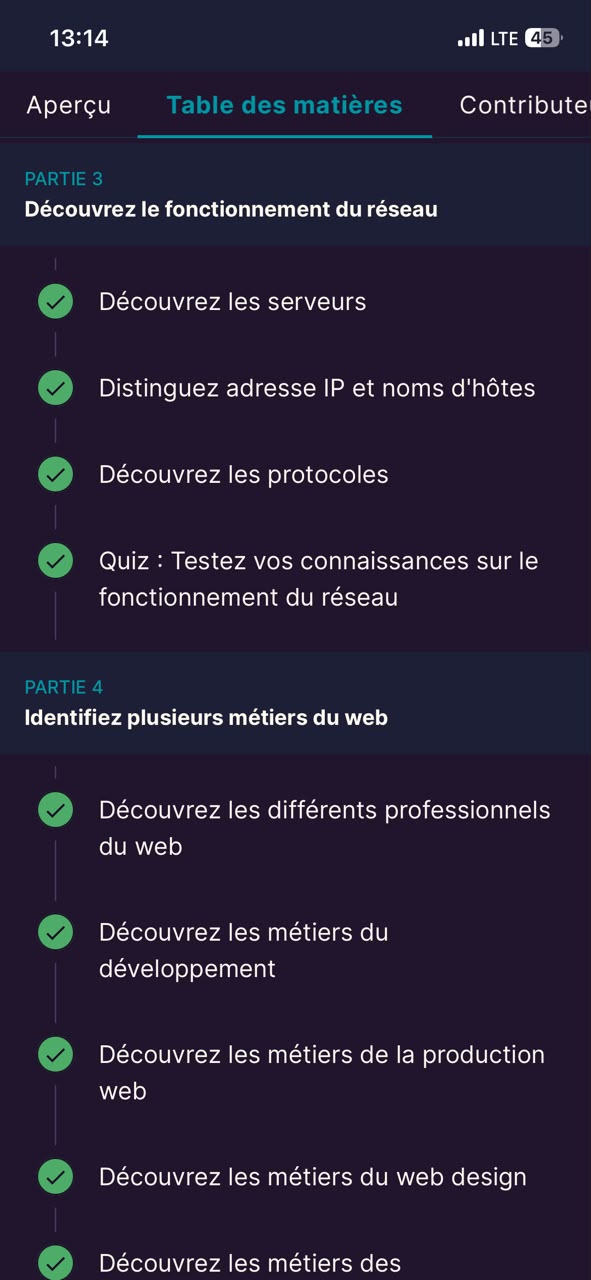 13:14 LTE 45
Aperçu Table des matières Contribute
PARTIE 3
Découvrez le fonctionnement du réseau
Découvrez les serveurs
Distinguez adresse IP et noms d'hôtes
Découvrez les protocoles
Quiz : Testez vos connaissances sur le
fonctionnement du réseau
PARTIE 4
Identifiez plusieurs métiers du web
Découvrez les différents professionnels
du web
Découvrez les métiers du
développement
Découvrez les métiers de la production
web
Découvrez les métiers du web design
Découvrez les métiers des